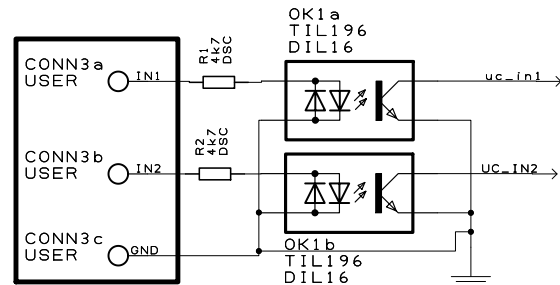 OK1a
TIL196
DIL16
CONN3a
USER
IN1
R1
4k7
DSC
uc_in1
CONN3b
USER
IN2
R2
4k7
DSC
UC_IN2
CONN3c
USER
GND
OK1b
TIL196
DIL16